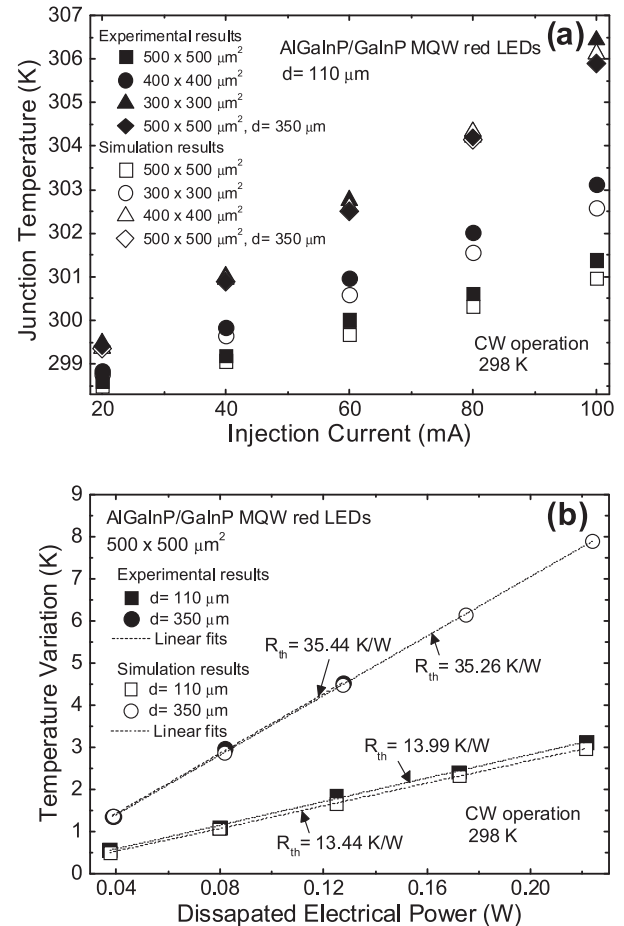 307
306
305
304
303
302
301
300
299
Junction Temperature (K)
(a)
AlGaInP/GaInP MQW red LEDs
d= 110 μm
Experimental results
500 x 500 μm²
400 x 400 μm²
300 x 300 μm²
500 x 500 μm², d= 350 μm
Simulation results
500 x 500 μm²
300 x 300 μm²
400 x 400 μm²
500 x 500 μm², d= 350 μm
CW operation
298 K
20 40 60 80 100
Injection Current (mA)
9
8
7
6
5
4
3
2
1
0
Temperature Variation (K)
(b)
AlGaInP/GaInP MQW red LEDs
500 x 500 μm²
Experimental results
d= 110 μm
d= 350 μm
Linear fits
Simulation results
d= 110 μm
d= 350 μm
Linear fits
Rth= 35.44 K/W
Rth= 35.26 K/W
Rth= 13.99 K/W
Rth= 13.44 K/W
CW operation
298 K
0.04 0.08 0.12 0.16 0.20
Dissapated Electrical Power (W)